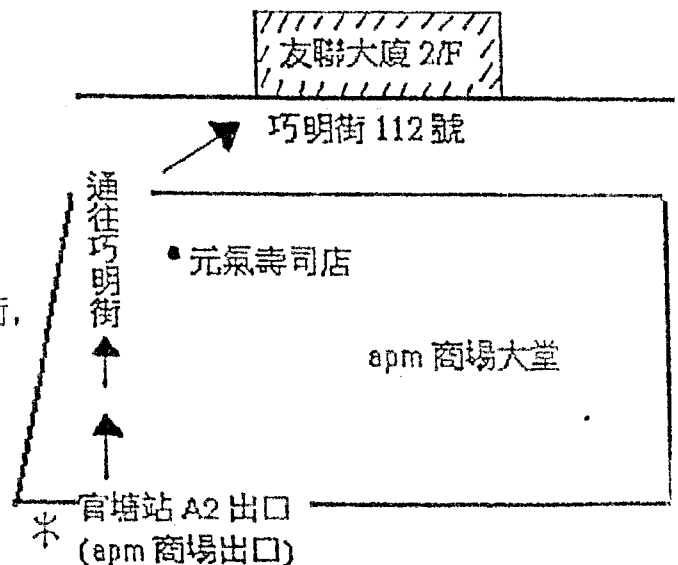 友聯大廈 2/F
巧明街 112 號
通往巧明街
元氣壽司店
apm 商場大堂
官塘站 A2 出口
(apm 商場出口)